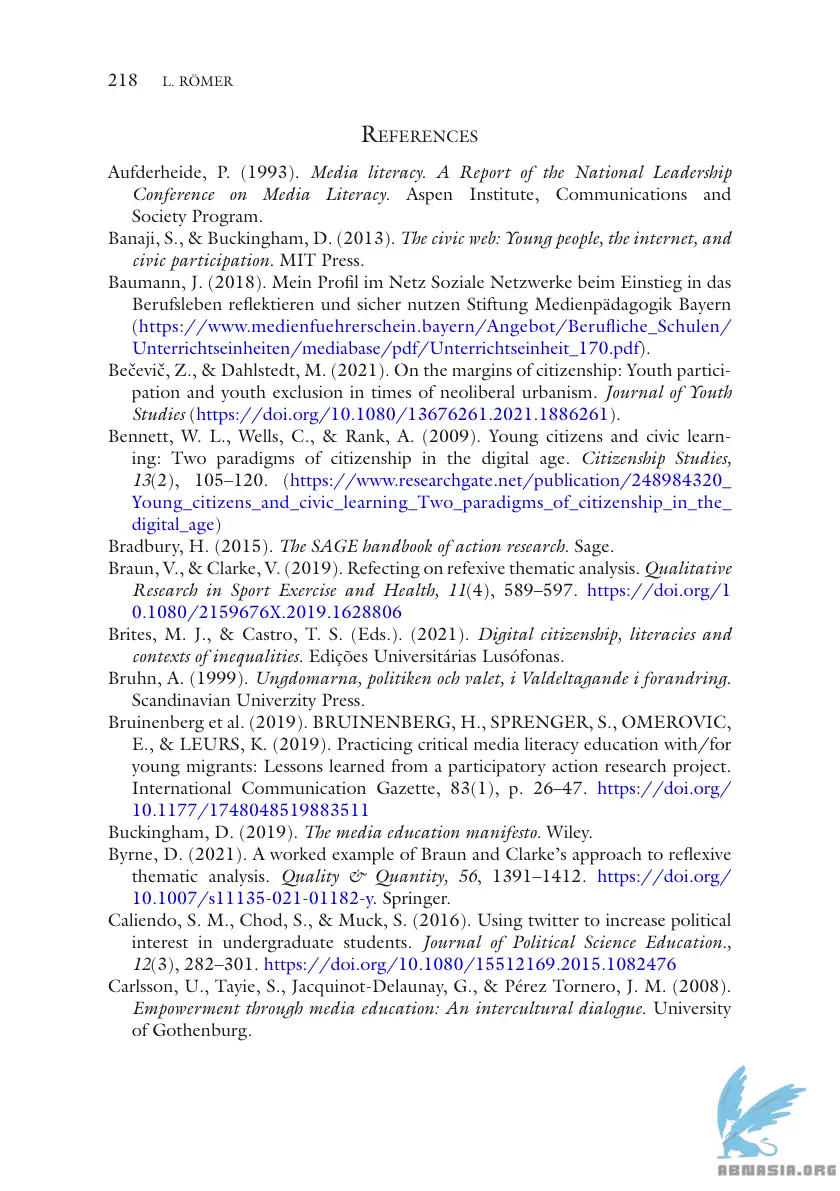 218 L. RÖMER
REFERENCES
Aufderheide, P. (1993). Media literacy. A Report of the National Leadership
Conference on Media Literacy. Aspen Institute, Communications and
Society Program.
Banaji, S., & Buckingham, D. (2013). The civic web: Young people, the internet, and
civic participation. MIT Press.
Baumann, J. (2018). Mein Profil im Netz Soziale Netzwerke beim Einstieg in das
Berufsleben reflektieren und sicher nutzen Stiftung Medienpädagogik Bayern
(https://www.medienfuehrerschein.bayern/Angebot/Berufliche_Schulen/
Unterrichtseinheiten/mediabase/pdf/Unterrichtseinheit_170.pdf).
Bečevič, Z., & Dahlstedt, M. (2021). On the margins of citizenship: Youth partici-
pation and youth exclusion in times of neoliberal urbanism. Journal of Youth
Studies (https://doi.org/10.1080/13676261.2021.1886261).
Bennett, W. L., Wells, C., & Rank, A. (2009). Young citizens and civic learn-
ing: Two paradigms of citizenship in the digital age. Citizenship Studies,
13(2), 105–120. (https://www.researchgate.net/publication/248984320_
Young_citizens_and_civic_learning_Two_paradigms_of_citizenship_in_the_
digital_age)
Bradbury, H. (2015). The SAGE handbook of action research. Sage.
Braun, V., & Clarke, V. (2019). Refecting on refexive thematic analysis. Qualitative
Research in Sport Exercise and Health, 11(4), 589–597. https://doi.org/1
0.1080/2159676X.2019.1628806
Brites, M. J., & Castro, T. S. (Eds.). (2021). Digital citizenship, literacies and
contexts of inequalities. Edições Universitárias Lusófonas.
Bruhn, A. (1999). Ungdomarna, politiken och valet, i Valdeltagande i forandring.
Scandinavian Univerzity Press.
Bruinenberg et al. (2019). BRUINENBERG, H., SPRENGER, S., OMEROVIC,
E., & LEURS, K. (2019). Practicing critical media literacy education with/for
young migrants: Lessons learned from a participatory action research project.
International Communication Gazette, 83(1), p. 26–47. https://doi.org/
10.1177/1748048519883511
Buckingham, D. (2019). The media education manifesto. Wiley.
Byrne, D. (2021). A worked example of Braun and Clarke’s approach to reflexive
thematic analysis. Quality & Quantity, 56, 1391–1412. https://doi.org/
10.1007/s11135-021-01182-y. Springer.
Caliendo, S. M., Chod, S., & Muck, S. (2016). Using twitter to increase political
interest in undergraduate students. Journal of Political Science Education.,
12(3), 282–301. https://doi.org/10.1080/15512169.2015.1082476
Carlsson, U., Tayie, S., Jacquinot-Delaunay, G., & Pérez Tornero, J. M. (2008).
Empowerment through media education: An intercultural dialogue. University
of Gothenburg.
ABNASIA.ORG